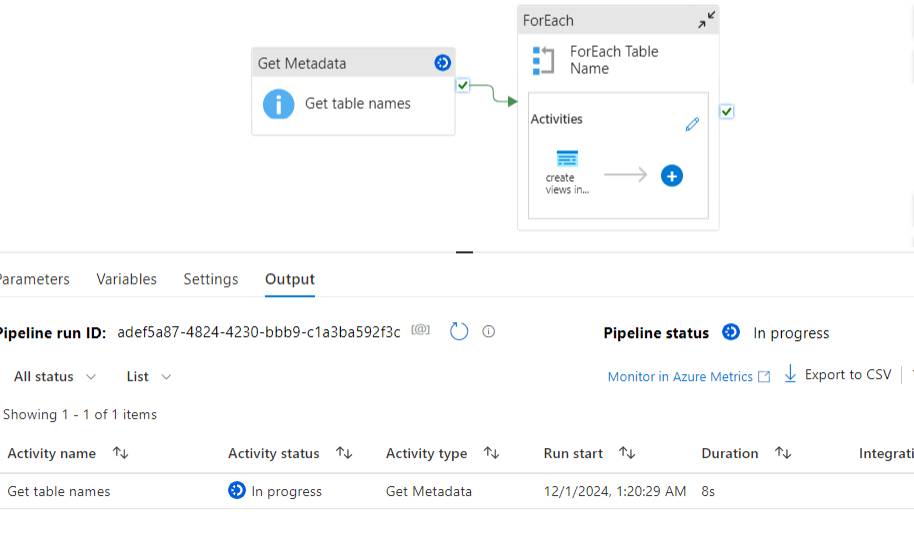 ForEach
Get Metadata
Get table names
ForEach Table
Name
Activities
create
views in...
Parameters Variables Settings Output
Pipeline run ID: adef5a87-4824-4230-bbb9-c1a3ba592f3c [@] Pipeline status In progress
All status List Monitor in Azure Metrics Export to CSV
Showing 1 - 1 of 1 items
Activity name Activity status Activity type Run start Duration Integrati
Get table names In progress Get Metadata 12/1/2024, 1:20:29 AM 8s